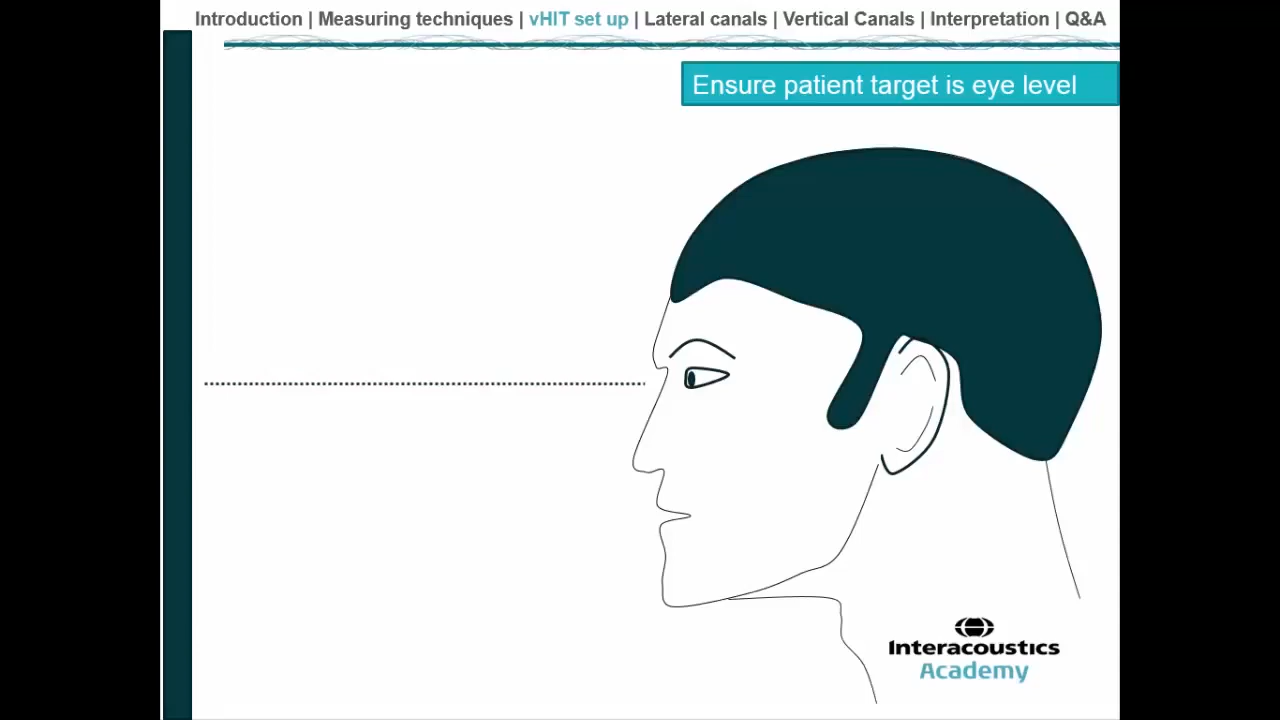 Introduction | Measuring techniques | vHIT set up | Lateral canals | Vertical Canals | Interpretation | Q&A
Ensure patient target is eye level
Interacoustics
Academy